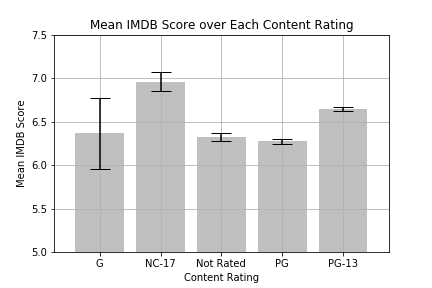 Mean IMDB Score over Each Content Rating
7.5
7.0
6.5
6.0
5.5
5.0
Mean IMDB Score
G NC-17 Not Rated PG PG-13
Content Rating